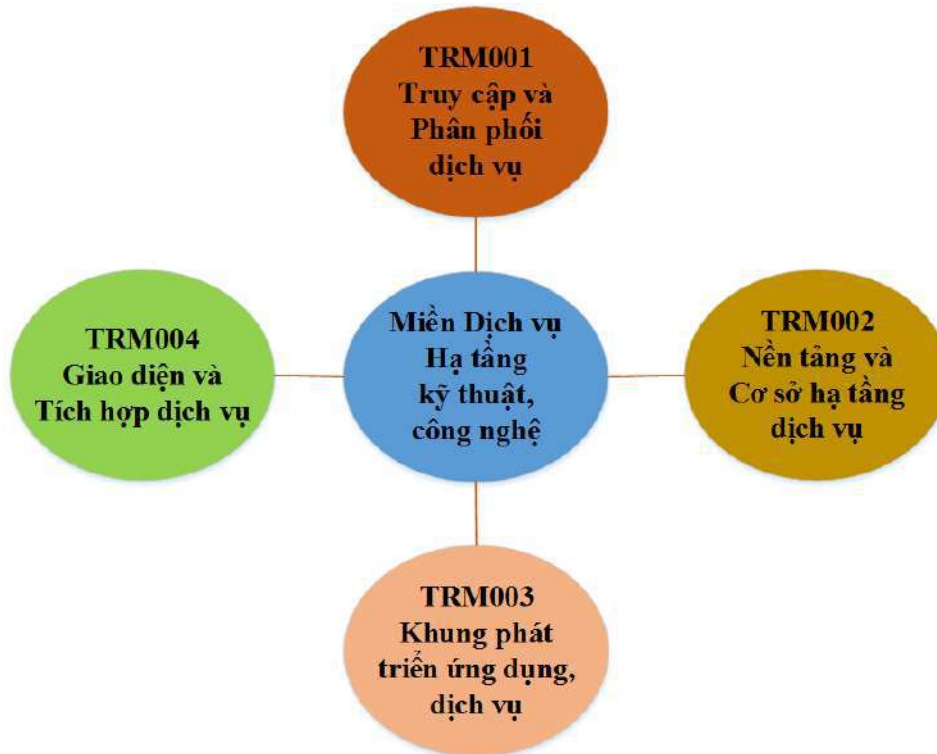 TRM001
Truy cập và
Phân phối
dịch vụ
TRM004
Giao diện và
Tích hợp dịch vụ
Miền Dịch vụ
Hạ tầng
kỹ thuật,
công nghệ
TRM002
Nền tảng và
Cơ sở hạ tầng
dịch vụ
TRM003
Khung phát
triển ứng dụng,
dịch vụ